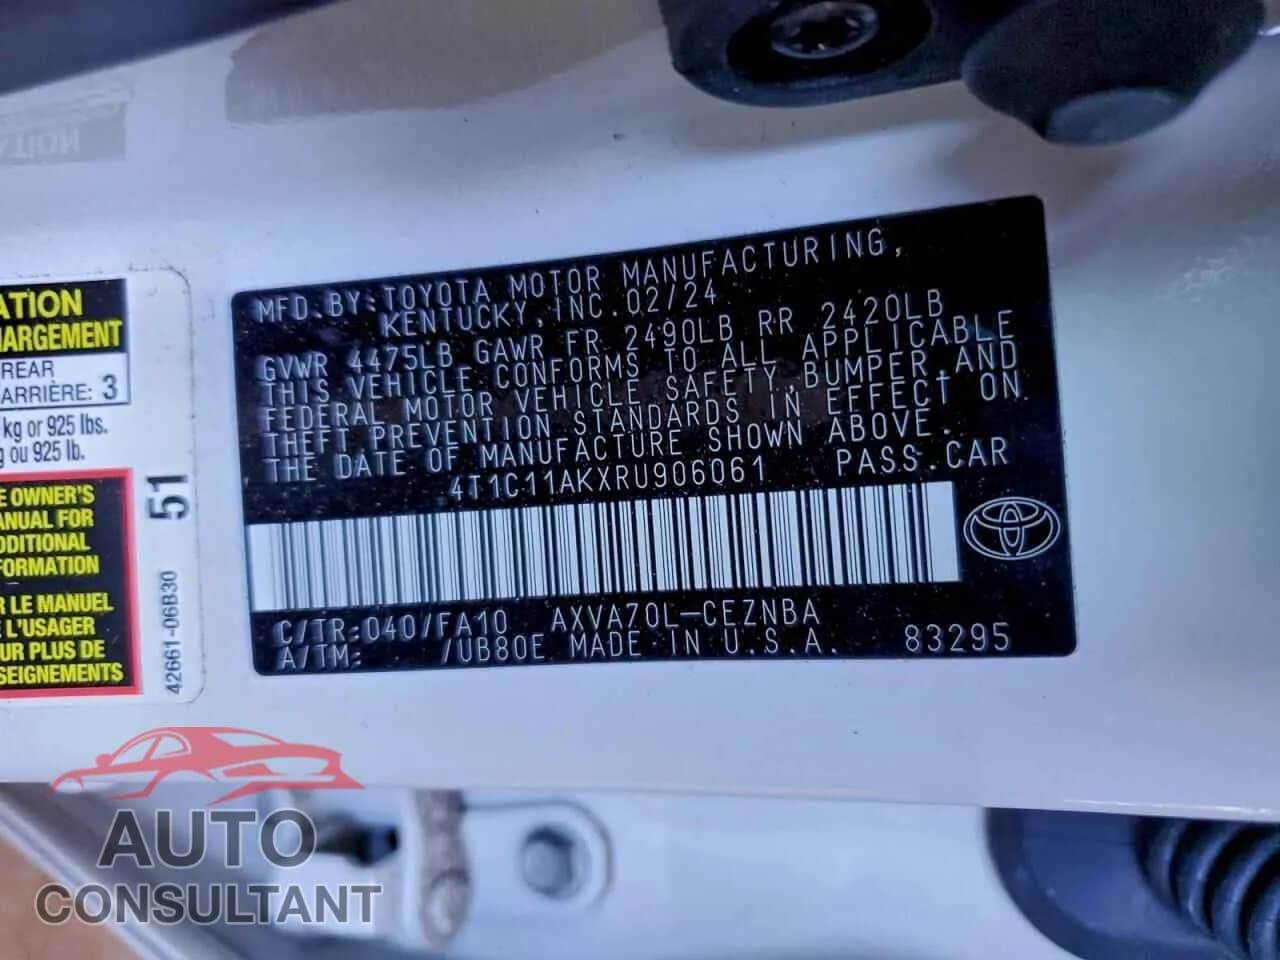 NOIT
ATION
HARGEMENT
REAR
ARRIÈRE: 3
kg or 925 lbs.
ou 925 lb.
E OWNER'S
ANUAL FOR
DDITIONAL
FORMATION
R LE MANUEL
L'USAGER
UR PLUS DE
SEIGNEMENTS
51
42661-06B30
MFD.BY:TOYOTA MOTOR MANUFACTURING,
KENTUCKY,INC.02/24
GVWR 4475LB GAWR FR 2490LB RR 2420LB
THIS VEHICLE CONFORMS TO ALL APPLICABLE
FEDERAL MOTOR VEHICLE SAFETY,BUMPER,AND
THEFT PREVENTION STANDARDS IN EFFECT ON
THE DATE OF MANUFACTURE SHOWN ABOVE.
4T1C11AKXRU906061 PASS.CAR
C/TR:040/FA10 AXVA70L-CEZNBA
A/TM: /UB80E MADE IN U.S.A. 83295
AUTO
CONSULTANT